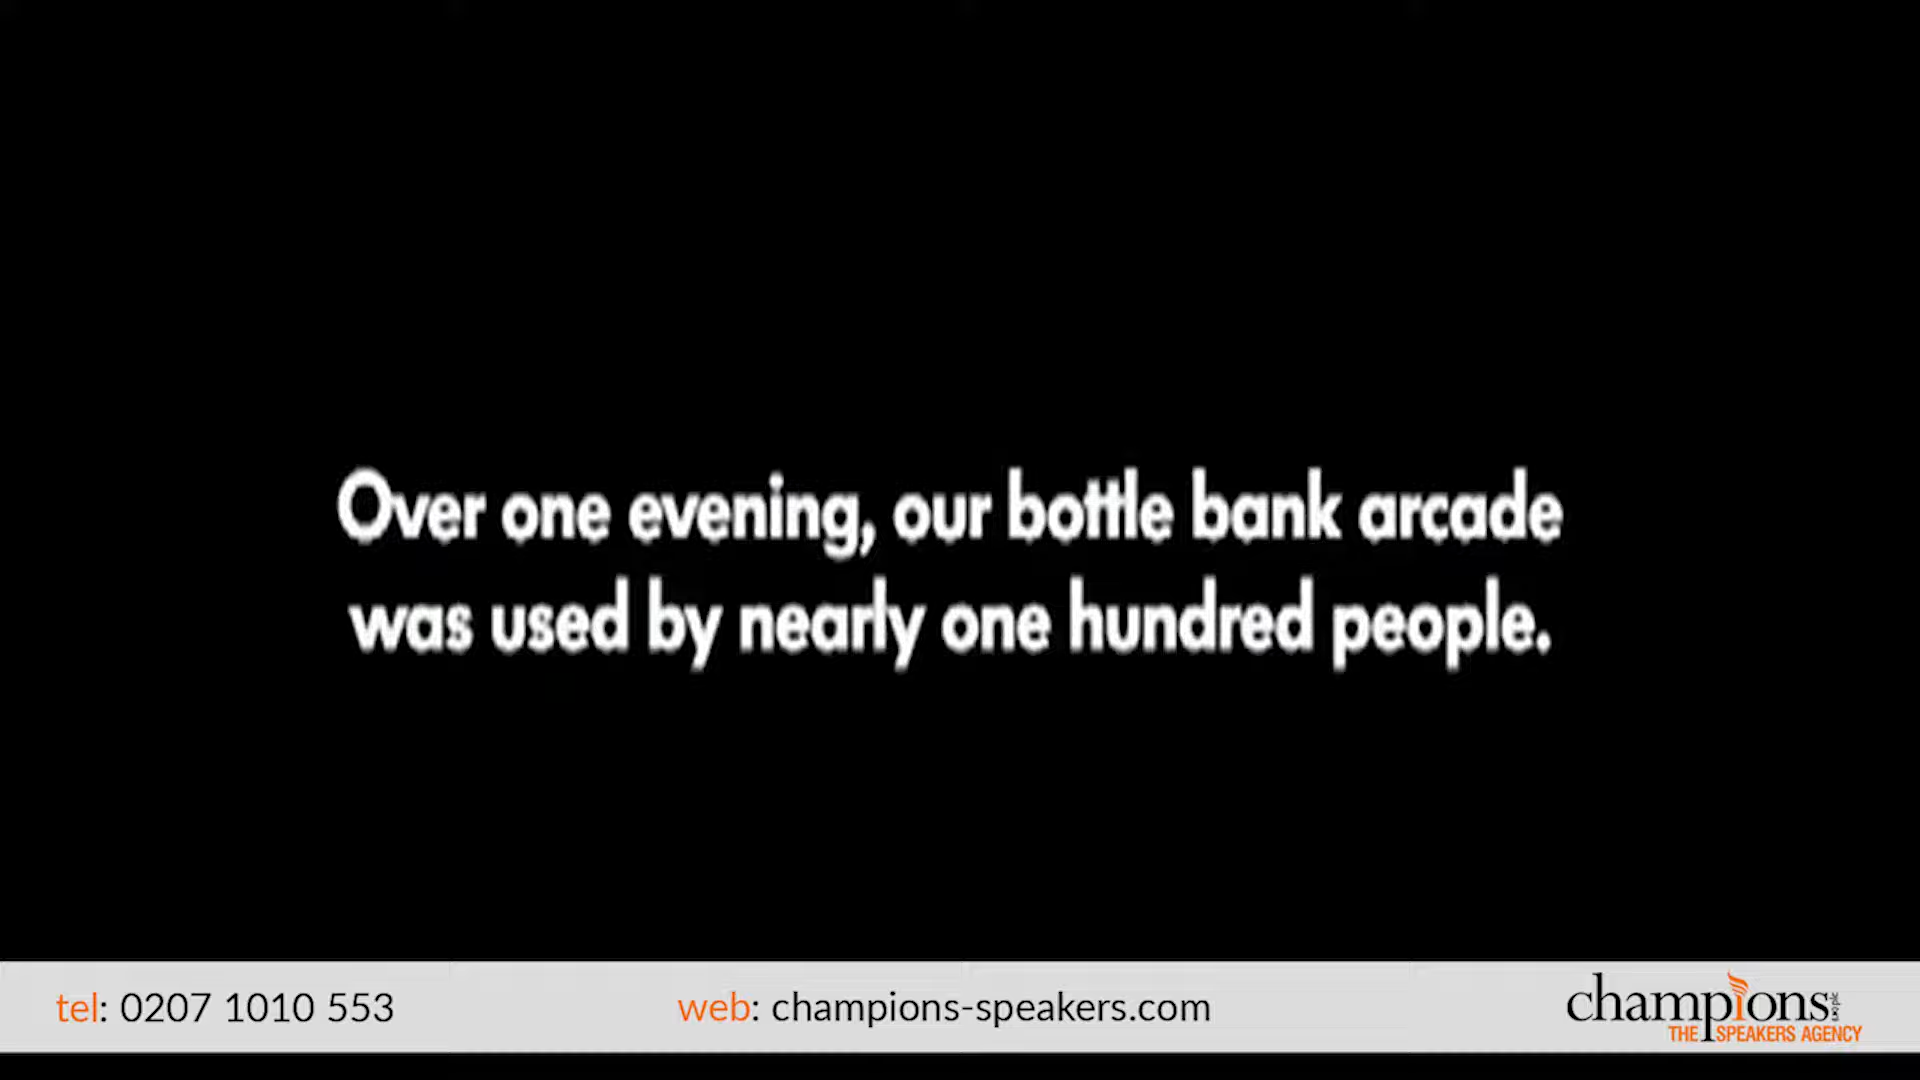 Over one evening, our bottle bank arcade
was used by nearly one hundred people.
tel: 0207 1010 553
web: champions-speakers.com
champions
THE SPEAKERS AGENCY